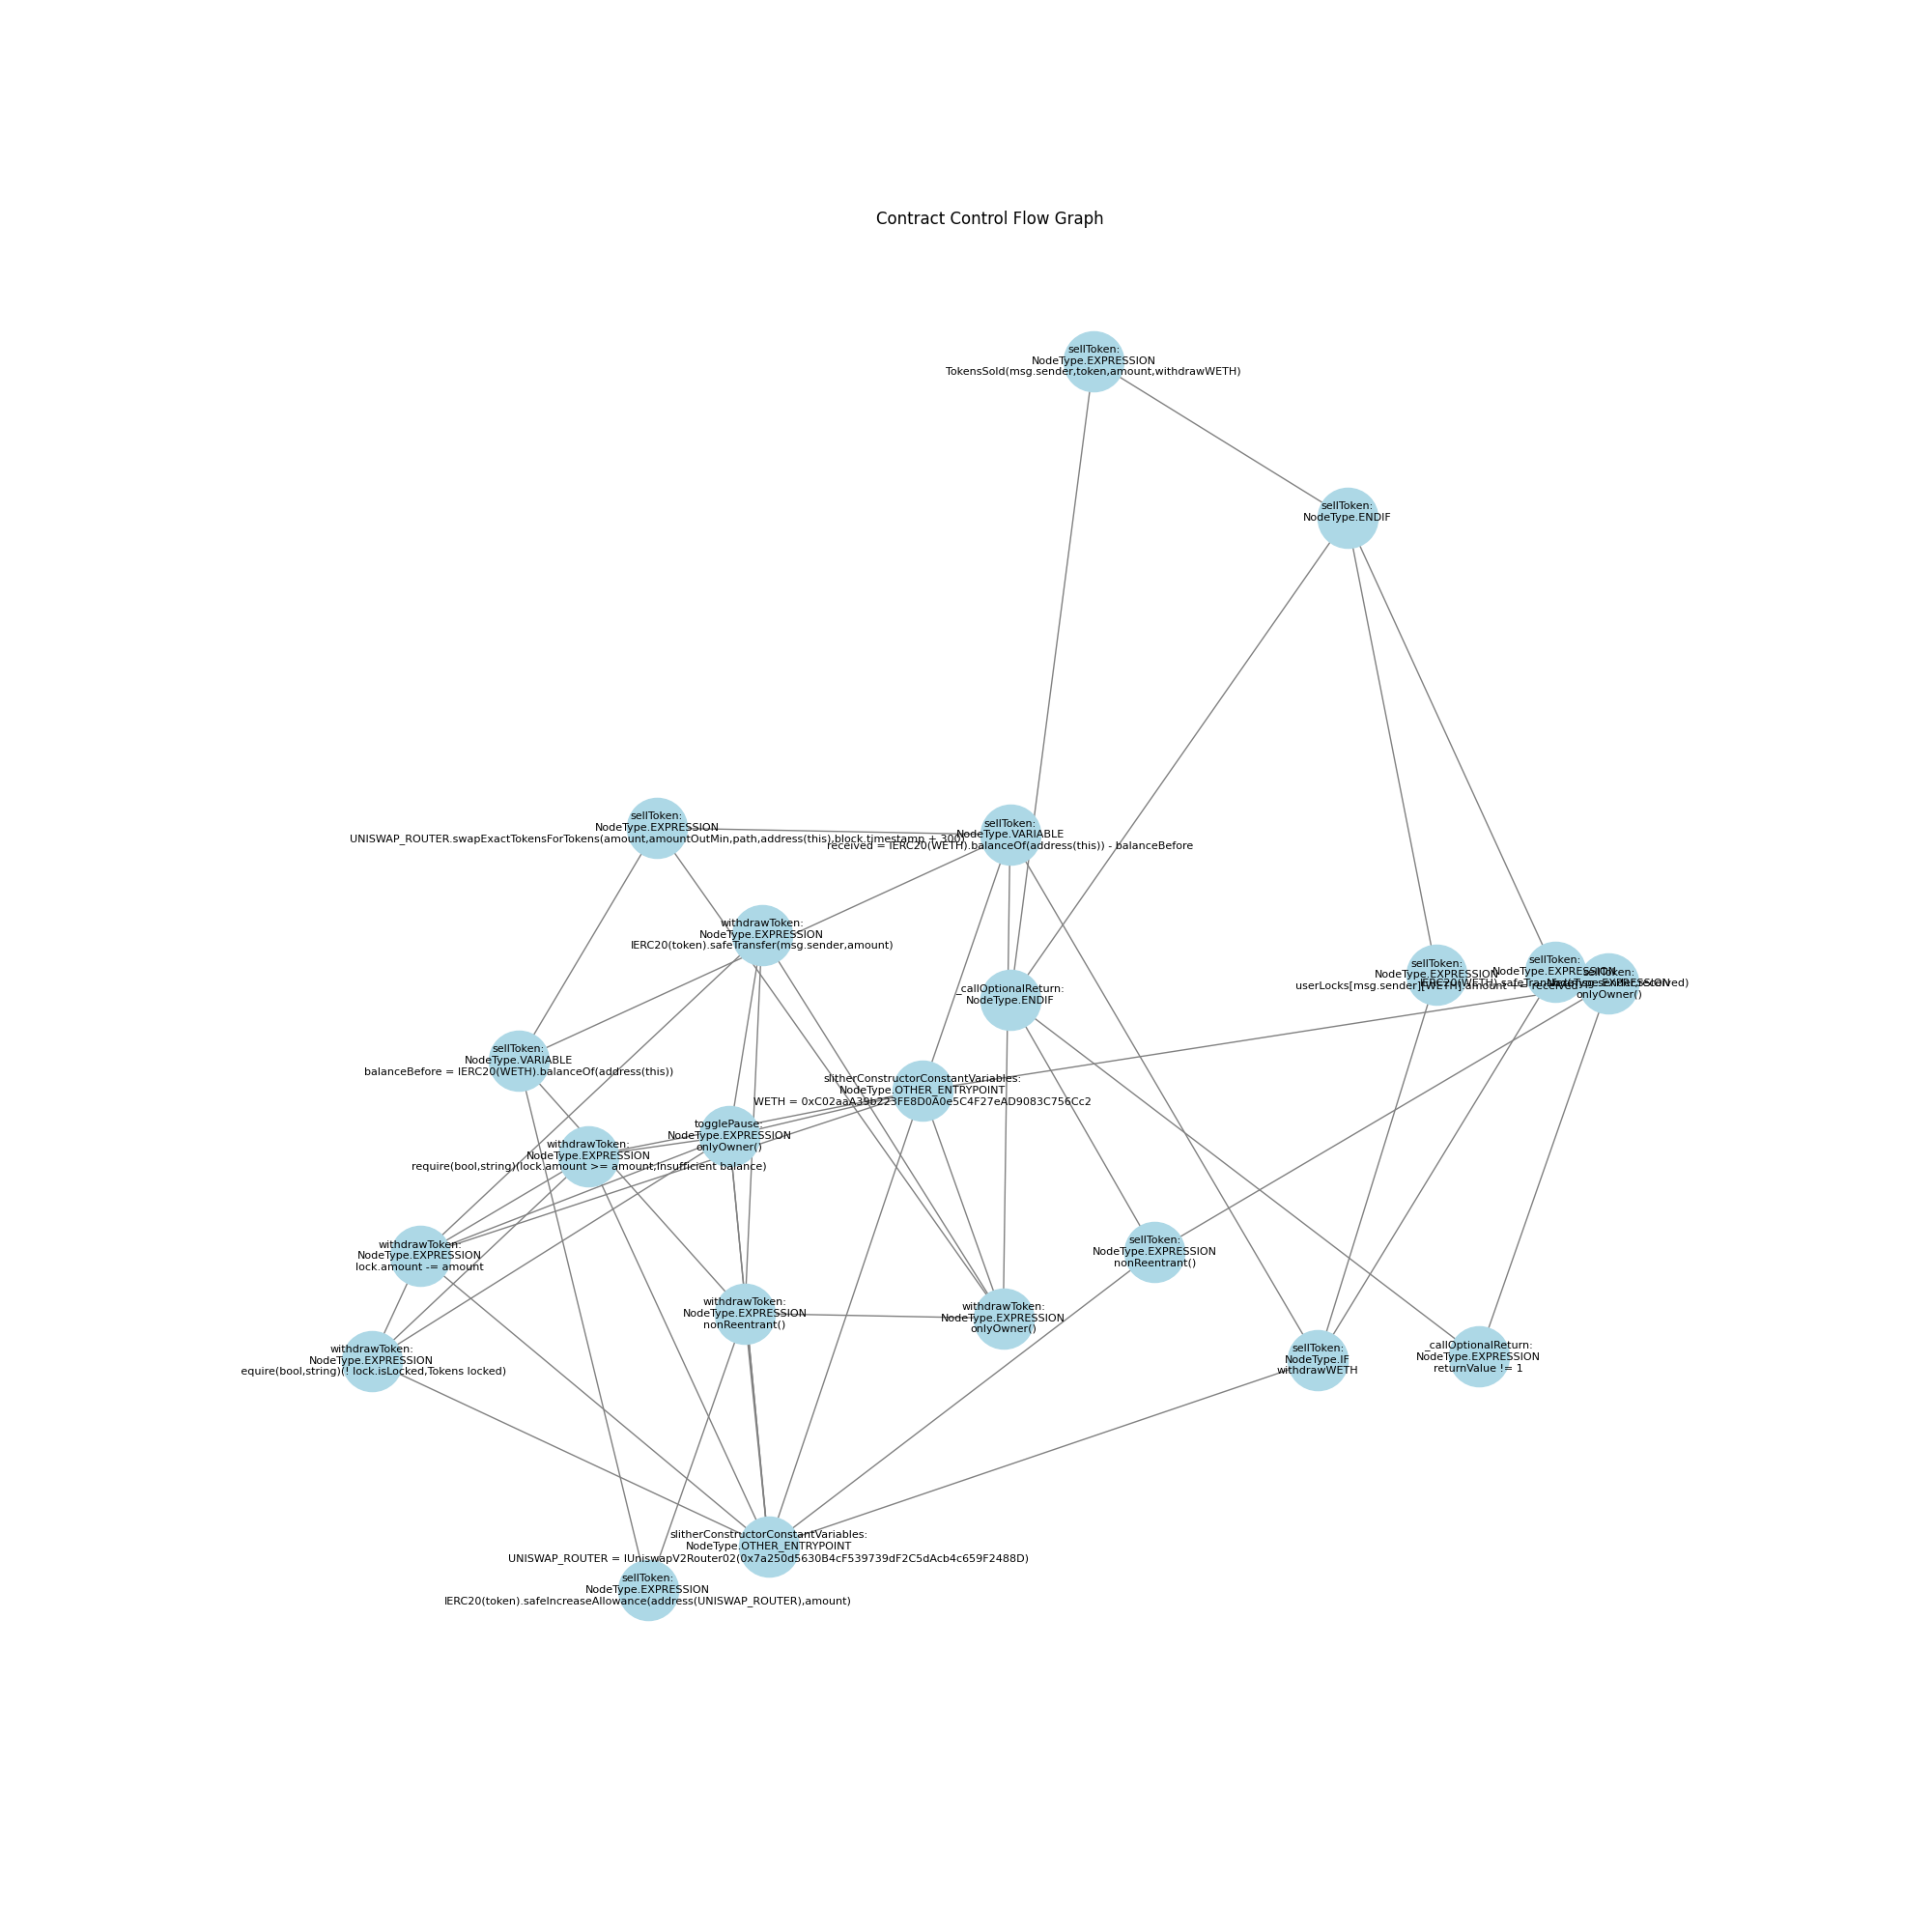 Contract Control Flow Graph
sellToken:
NodeType.EXPRESSION
TokensSold(msg.sender,token,amount,withdrawWETH)
sellToken:
NodeType.ENDIF
sellToken:
NodeType.EXPRESSION
UNISWAP_ROUTER.swapExactTokensForTokens(amount,amountOutMin,path,address(this),block.timestamp + 300)
sellToken:
NodeType.VARIABLE
received = IERC20(WETH).balanceOf(address(this)) - balanceBefore
withdrawToken:
NodeType.EXPRESSION
IERC20(token).safeTransfer(msg.sender,amount)
_callOptionalReturn:
NodeType.ENDIF
sellToken:
NodeType.EXPRESSION
userLocks[msg.sender][WETH].amount += received
sellToken:
NodeType.EXPRESSION
IERC20(WETH).safeTransfer(msg.sender,received)
sellToken:
NodeType.EXPRESSION
onlyOwner()
sellToken:
NodeType.VARIABLE
balanceBefore = IERC20(WETH).balanceOf(address(this))
slitherConstructorConstantVariables:
NodeType.OTHER_ENTRYPOINT
WETH = 0xC02aaA39b223FE8D0A0e5C4F27eAD9083C756Cc2
togglePause:
NodeType.EXPRESSION
onlyOwner()
withdrawToken:
NodeType.EXPRESSION
require(bool,string)(lock.amount >= amount,Insufficient balance)
withdrawToken:
NodeType.EXPRESSION
lock.amount -= amount
sellToken:
NodeType.EXPRESSION
nonReentrant()
withdrawToken:
NodeType.EXPRESSION
nonReentrant()
withdrawToken:
NodeType.EXPRESSION
onlyOwner()
withdrawToken:
NodeType.EXPRESSION
equire(bool,string)(! lock.isLocked,Tokens locked)
sellToken:
NodeType.IF
withdrawWETH
_callOptionalReturn:
NodeType.EXPRESSION
returnValue != 1
slitherConstructorConstantVariables:
NodeType.OTHER_ENTRYPOINT
UNISWAP_ROUTER = IUniswapV2Router02(0x7a250d5630B4cF539739dF2C5dAcb4c659F2488D)
sellToken:
NodeType.EXPRESSION
IERC20(token).safeIncreaseAllowance(address(UNISWAP_ROUTER),amount)